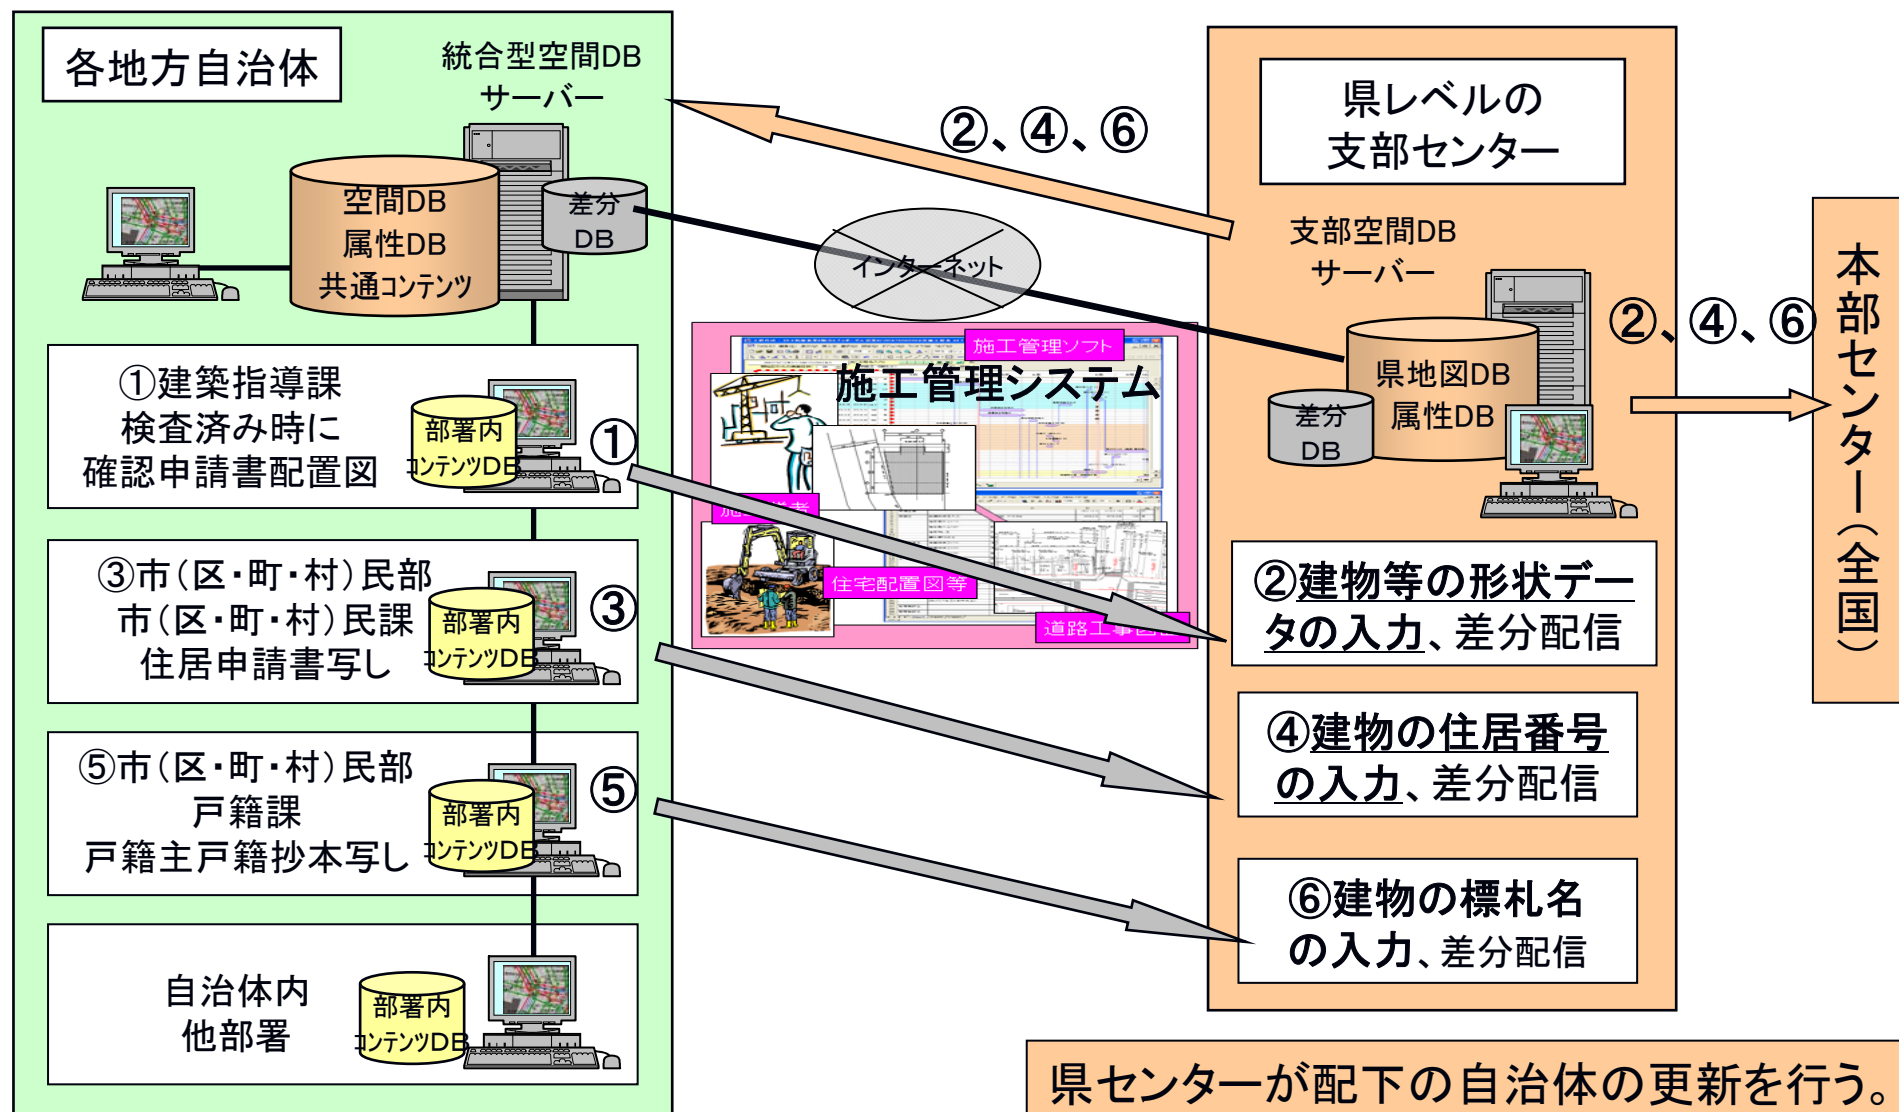 各地方自治体
統合型空間DB
サーバー
空間DB
属性DB
共通コンテンツ
差分
DB
①建築指導課
検査済み時に
確認申請書配置図
部署内
コンテンツDB
①
③市（区・町・村）民部
市（区・町・村）民課
住居申請書写し
部署内
コンテンツDB
③
⑤市（区・町・村）民部
戸籍課
戸籍主戸籍抄本写し
部署内
コンテンツDB
⑤
自治体内
他部署
部署内
コンテンツDB
②、④、⑥
インターネット
施工管理ソフト
施工管理システム
住宅配置図等
県レベルの
支部センター
支部空間DB
サーバー
県地図DB
属性DB
差分
DB
②建物等の形状デー
タの入力、差分配信
④建物の住居番号
の入力、差分配信
⑥建物の標札名
の入力、差分配信
②、④、⑥
本部センター（全国）
県センターが配下の自治体の更新を行う。